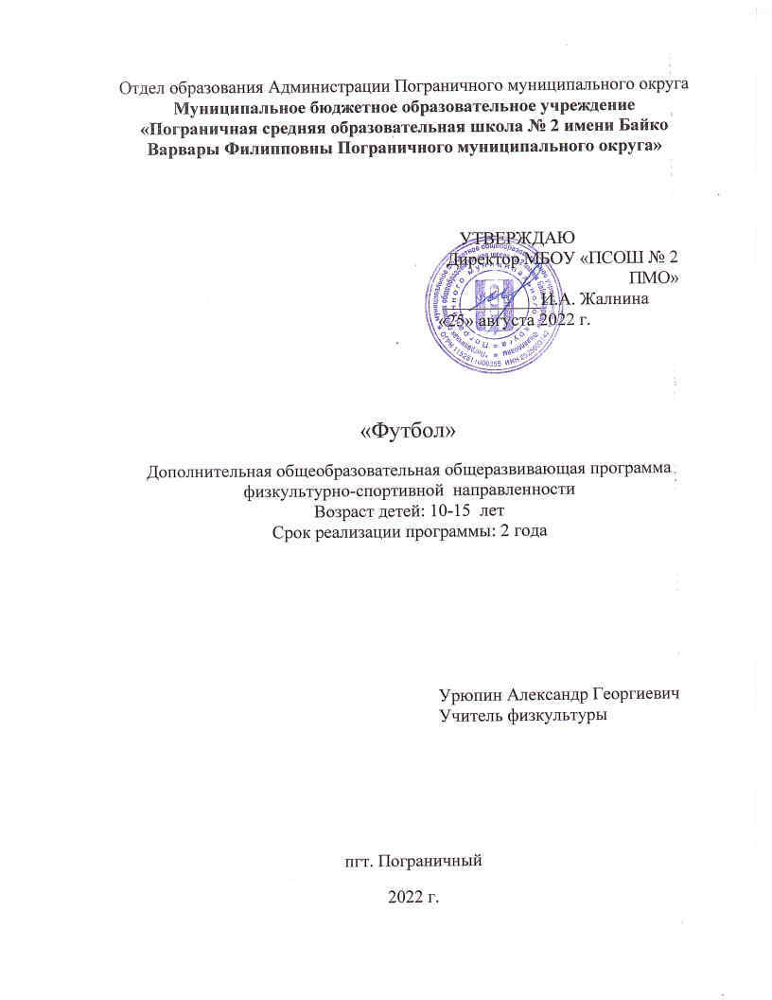 Отдел образования Администрации Пограничного муниципального округа
Муниципальное бюджетное образовательное учреждение
«Пограничная средняя образовательная школа № 2 имени Байко
Варвары Филипповны Пограничного муниципального округа»
УТВЕРЖДАЮ
Директор МБОУ «ПСОШ № 2
ПМО»
И.А. Жалнина
«25» августа 2022 г.
«Футбол»
Дополнительная общеобразовательная общеразвивающая программа
физкультурно-спортивной направленности
Возраст детей: 10-15 лет
Срок реализации программы: 2 года
Урюпин Александр Георгиевич
Учитель физкультуры
пгт. Пограничный
2022 г.